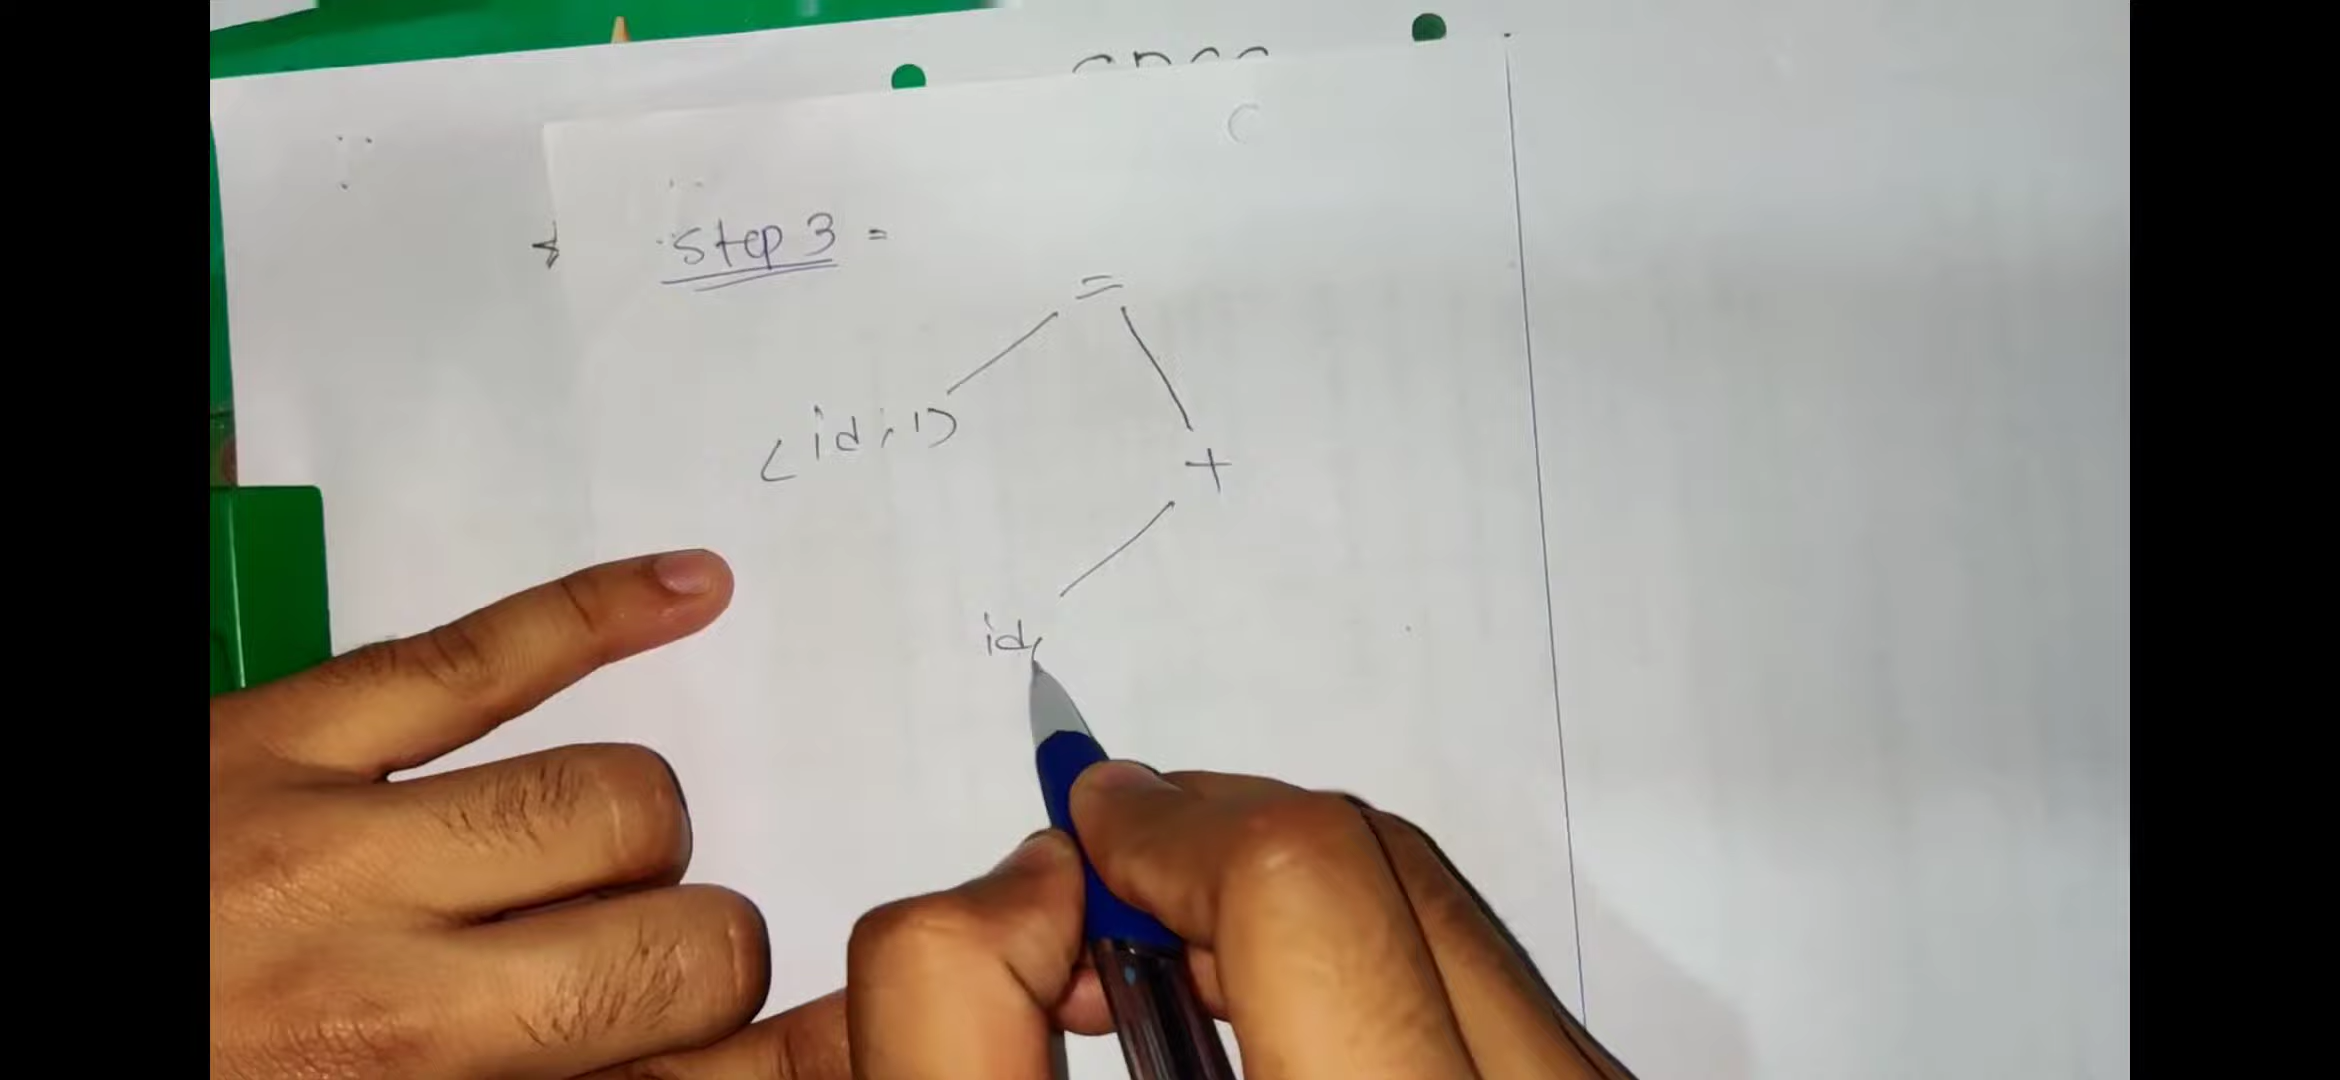 Step 3 =
=
<id,1>
+
id,